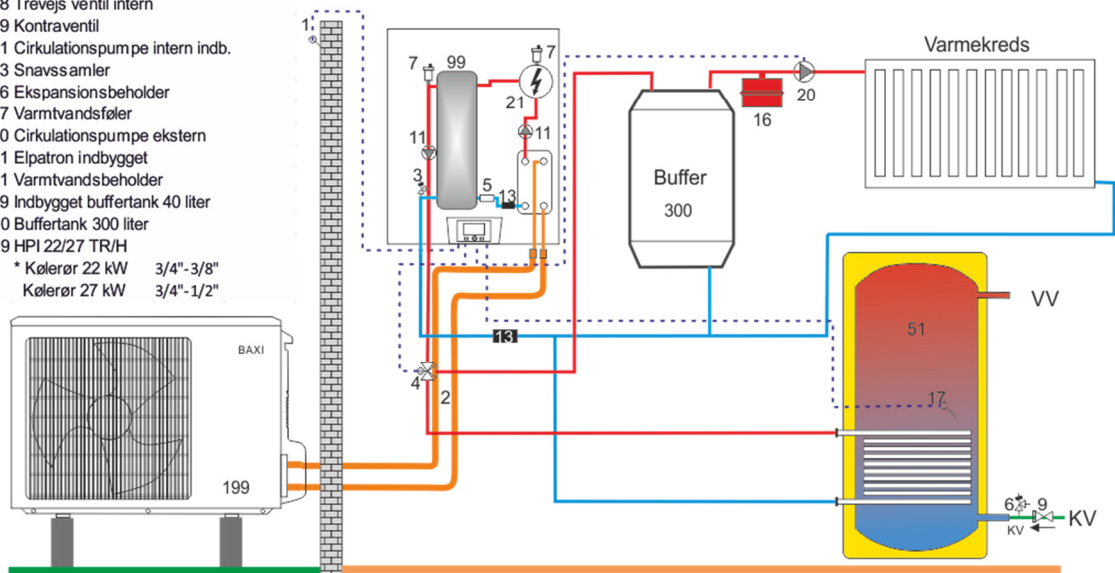 8 Trevejs ventil intern
9 Kontraventil
1 Cirkulationspumpe intern indb.
3 Snavssamler
6 Ekspansionsbeholder
7 Varmtvandsføler
0 Cirkulationspumpe ekstern
1 Elpatron indbygget
1 Varmtvandsbeholder
9 Indbygget buffertank 40 liter
0 Buffertank 300 liter
9 HPI 22/27 TR/H
* Kølerør 22 kW 3/4"-3/8"
Kølerør 27 kW 3/4"-1/2"
1
7
99
7
21
11
11
3
5
13
Buffer
300
16
20
Varmekreds
13
4
2
BAXI
199
VV
51
17
6
9
KV
KV